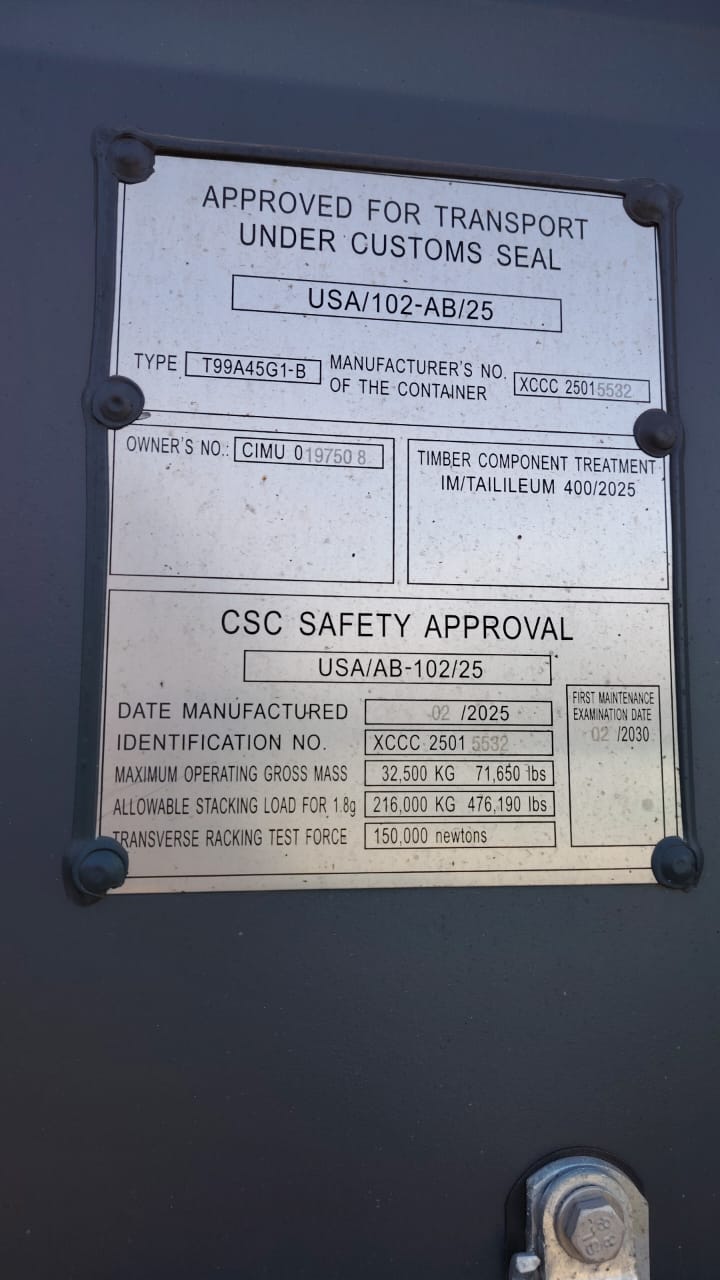 APPROVED FOR TRANSPORT
UNDER CUSTOMS SEAL
USA/102-AB/25
TYPE T99A45G1-B MANUFACTURER'S NO. OF THE CONTAINER XCCC 25015532
OWNER'S NO.: CIMU 019750 8
TIMBER COMPONENT TREATMENT
IM/TAILILEUM 400/2025
CSC SAFETY APPROVAL
USA/AB-102/25
DATE MANUFACTURED 02 /2025
IDENTIFICATION NO. XCCC 2501 5532
MAXIMUM OPERATING GROSS MASS 32,500 KG 71,650 lbs
ALLOWABLE STACKING LOAD FOR 1.8g 216,000 KG 476,190 lbs
TRANSVERSE RACKING TEST FORCE 150,000 newtons
FIRST MAINTENANCE
EXAMINATION DATE
02 /2030